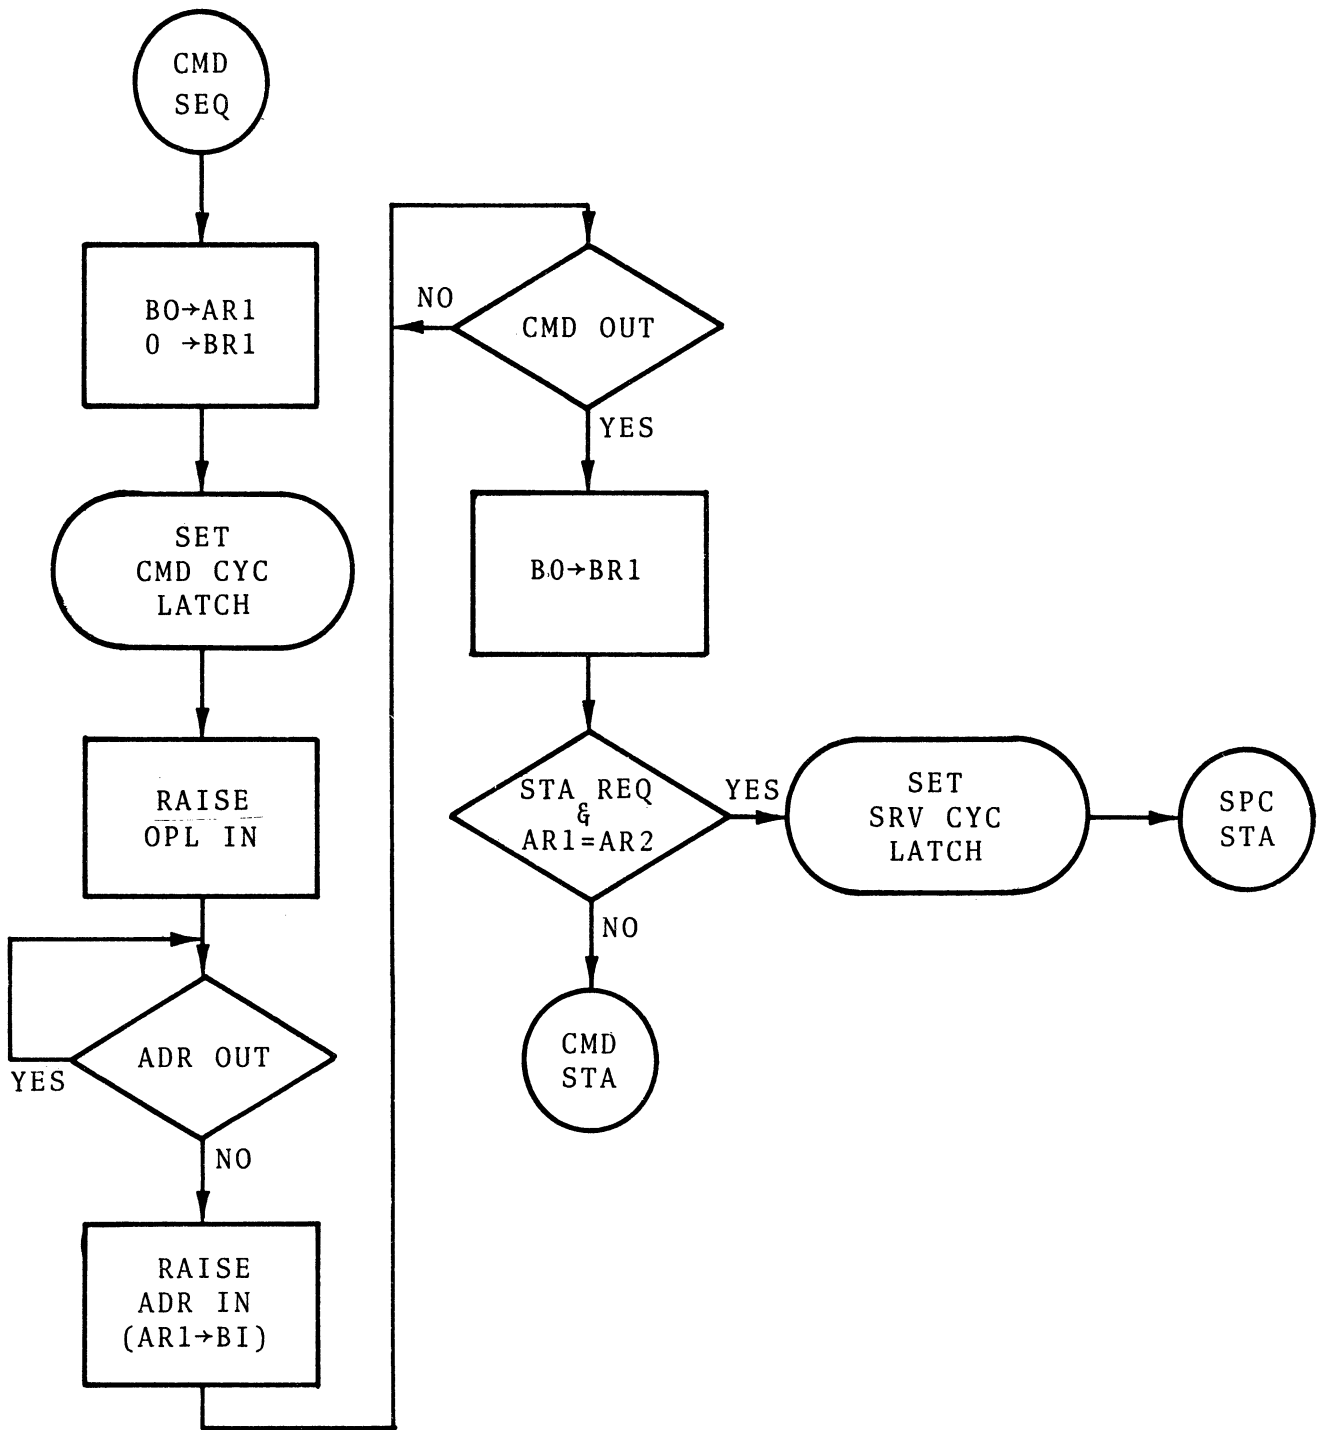 CMD
SEQ
BO→AR1
0 →BR1
SET
CMD CYC
LATCH
RAISE
OPL IN
ADR OUT
YES
NO
RAISE
ADR IN
(AR1→BI)
CMD OUT
NO
YES
BO→BR1
STA REQ
&
AR1=AR2
YES
NO
SET
SRV CYC
LATCH
SPC
STA
CMD
STA